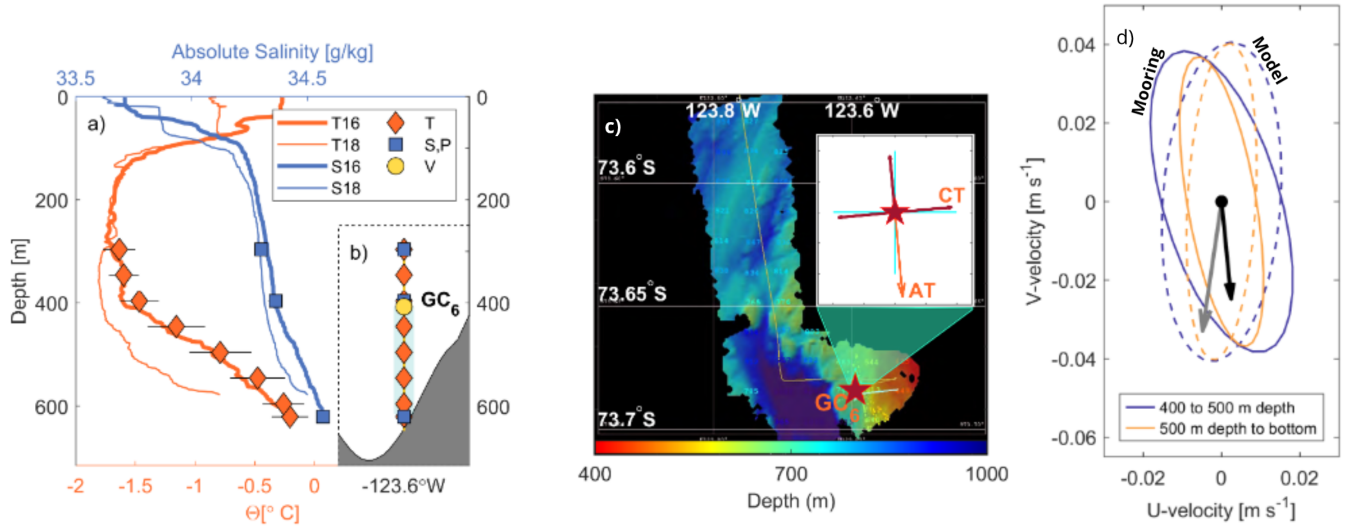 Absolute Salinity [g/kg]
33.5 34 34.5
0 0
200 200
400 400
600 600
Depth [m]
a)
T16 T
T18 S,P
S16 V
S18
b)
GC6
-2 -1.5 -1 -0.5 0
Θ[° C]
-123.6°W
c)
123.8 W 123.6 W
73.6°S
73.65°S
73.7°S
CT
AT
GC6
400 700 1000
Depth (m)
d)
Mooring
Model
0.04
0.02
0
-0.02
-0.04
-0.06
V-velocity [m s⁻¹]
400 to 500 m depth
500 m depth to bottom
-0.02 0 0.02
U-velocity [m s⁻¹]